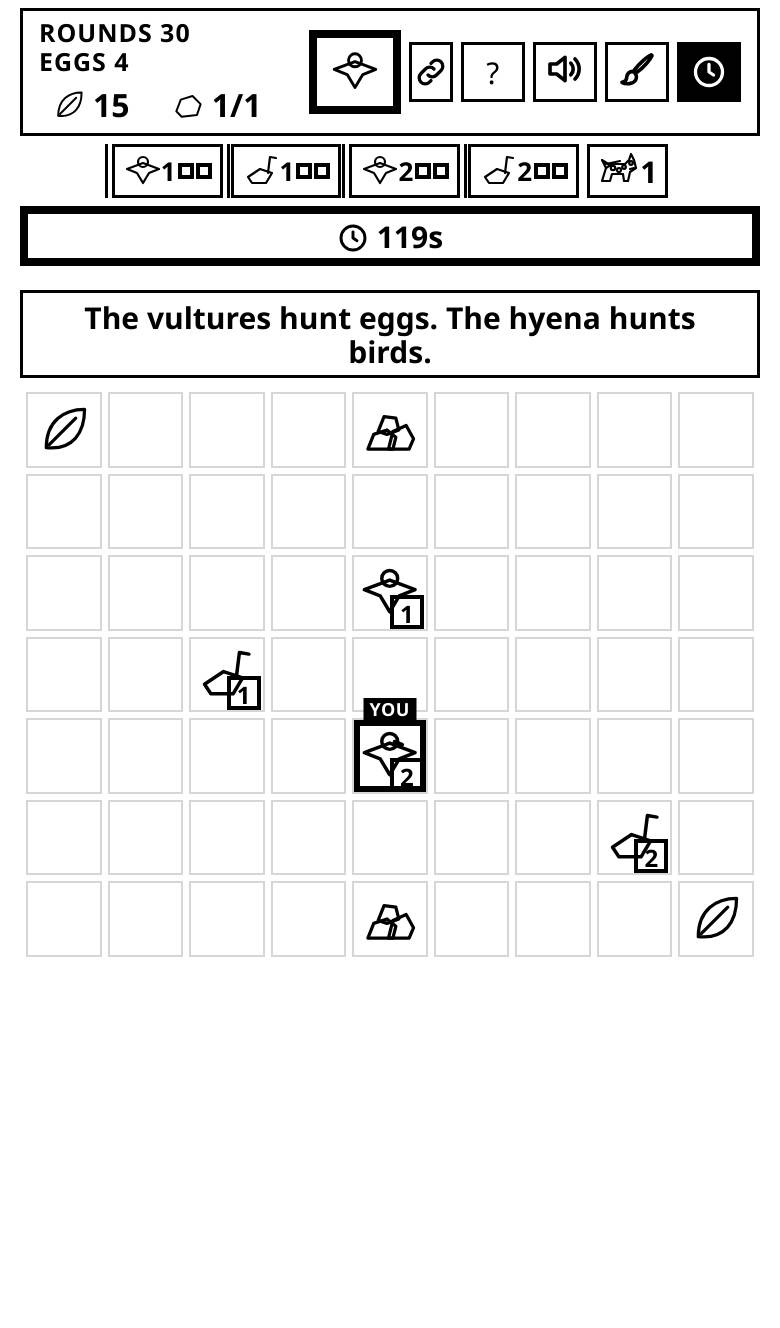 ROUNDS 30
EGGS 4
15 1/1
?
1 1 2 2 1
119s
The vultures hunt eggs. The hyena hunts
birds.
1
1
YOU
2
2